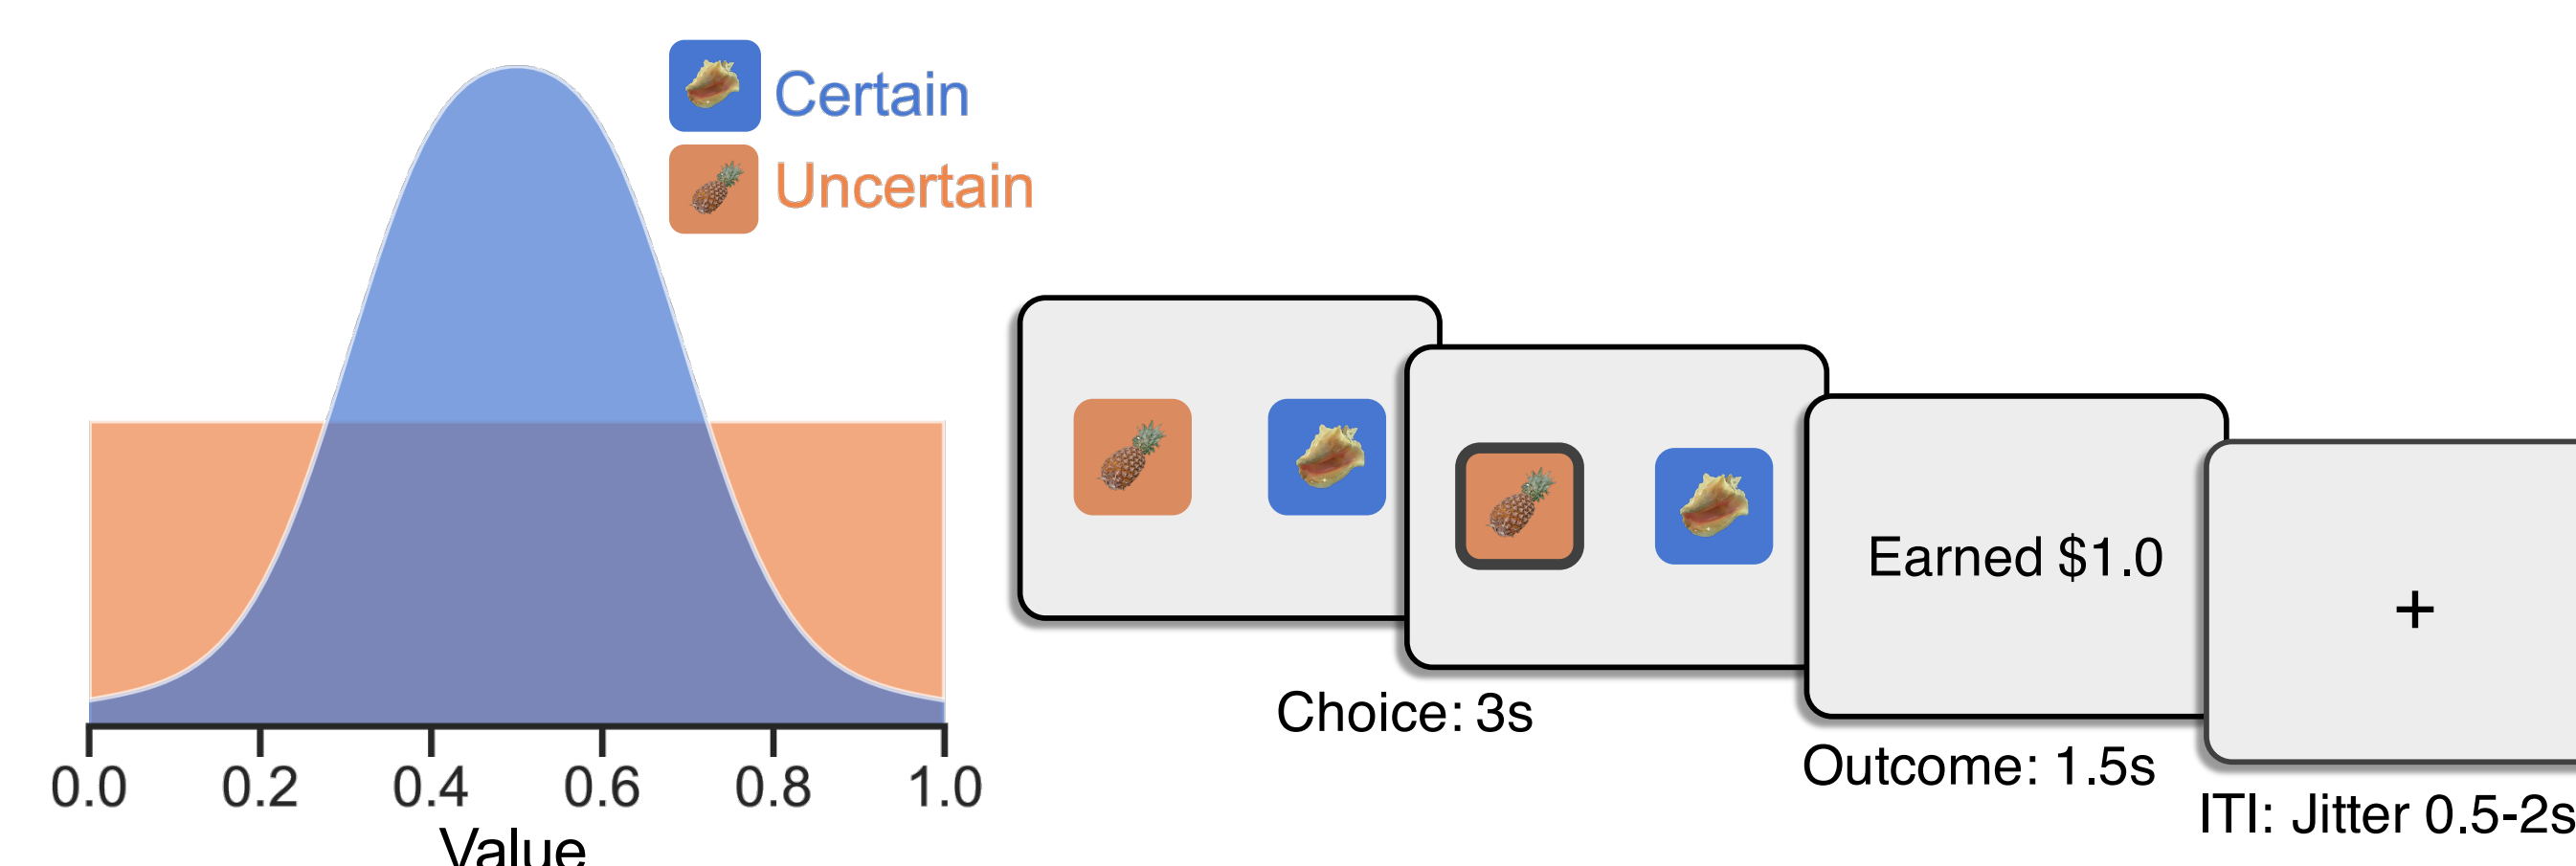 Certain
Uncertain
0.0 0.2 0.4 0.6 0.8 1.0
Value
Choice: 3s
Earned $1.0
Outcome: 1.5s
+
ITI: Jitter 0.5-2s